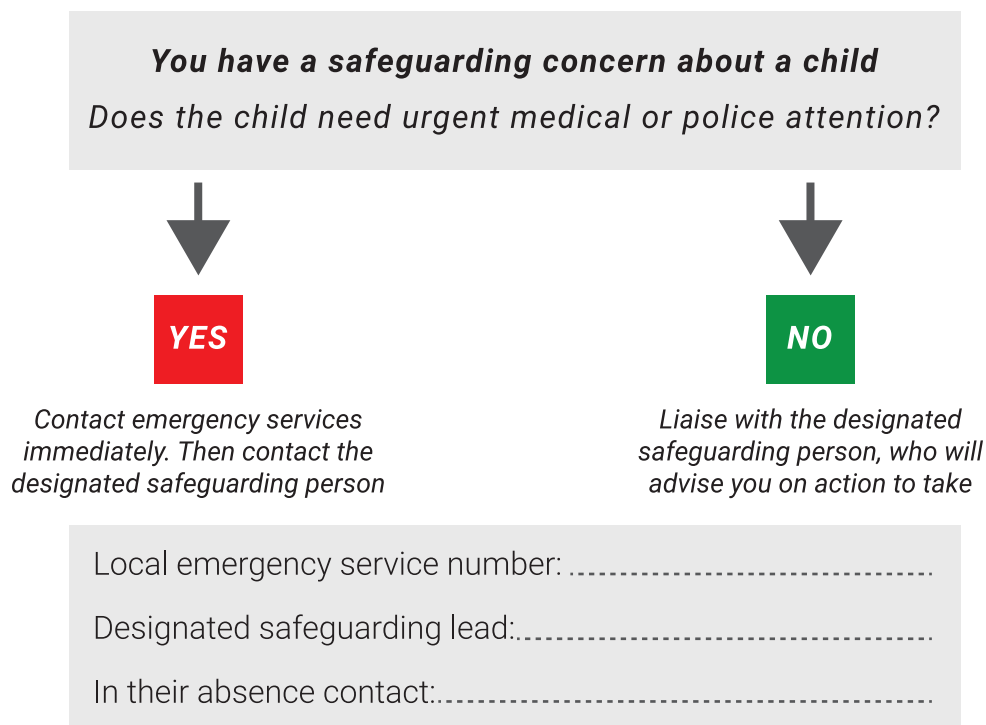 You have a safeguarding concern about a child
Does the child need urgent medical or police attention?
YES
Contact emergency services
immediately. Then contact the
designated safeguarding person
NO
Liaise with the designated
safeguarding person, who will
advise you on action to take
Local emergency service number:
Designated safeguarding lead:
In their absence contact: